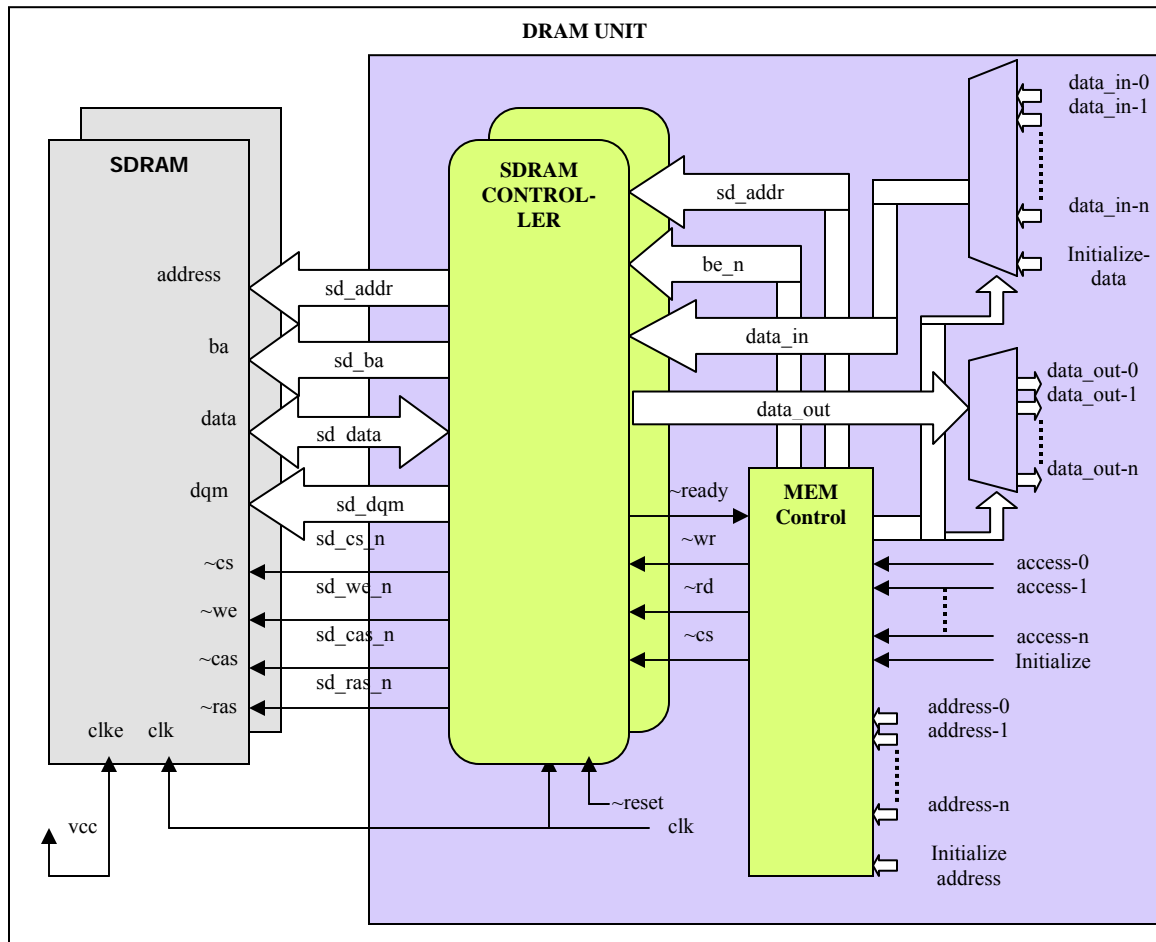 DRAM UNIT
SDRAM
address
ba
data
dqm
~cs
~we
~cas
~ras
clke
clk
vcc
sd_addr
sd_ba
sd_data
sd_dqm
sd_cs_n
sd_we_n
sd_cas_n
sd_ras_n
SDRAM
CONTROL-
LER
sd_addr
be_n
data_in
data_out
~ready
~wr
~rd
~cs
~reset
clk
MEM
Control
data_in-0
data_in-1
data_in-n
Initialize-
data
data_out-0
data_out-1
data_out-n
access-0
access-1
access-n
Initialize
address-0
address-1
address-n
Initialize
address